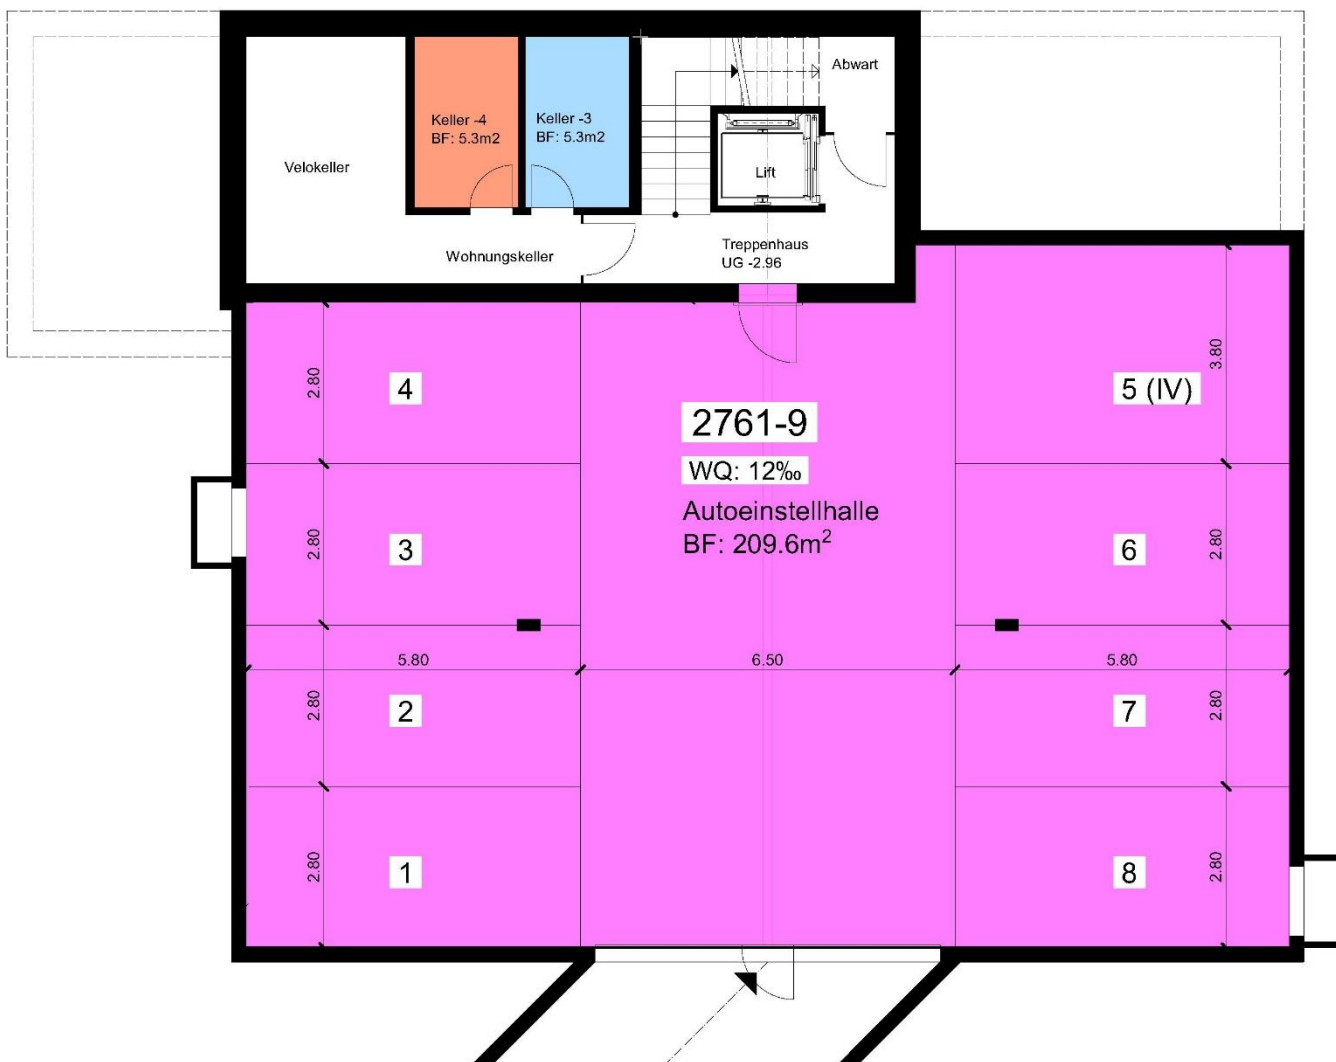 Abwart
Keller -4
BF: 5.3m2
Keller -3
BF: 5.3m2
Velokeller
Lift
Wohnungskeller
Treppenhaus
UG -2.96
2.80
4
3.80
5 (IV)
2761-9
WQ: 12‰
Autoeinstellhalle
BF: 209.6m²
2.80
3
2.80
6
5.80
6.50
5.80
2.80
2
2.80
7
2.80
1
2.80
8